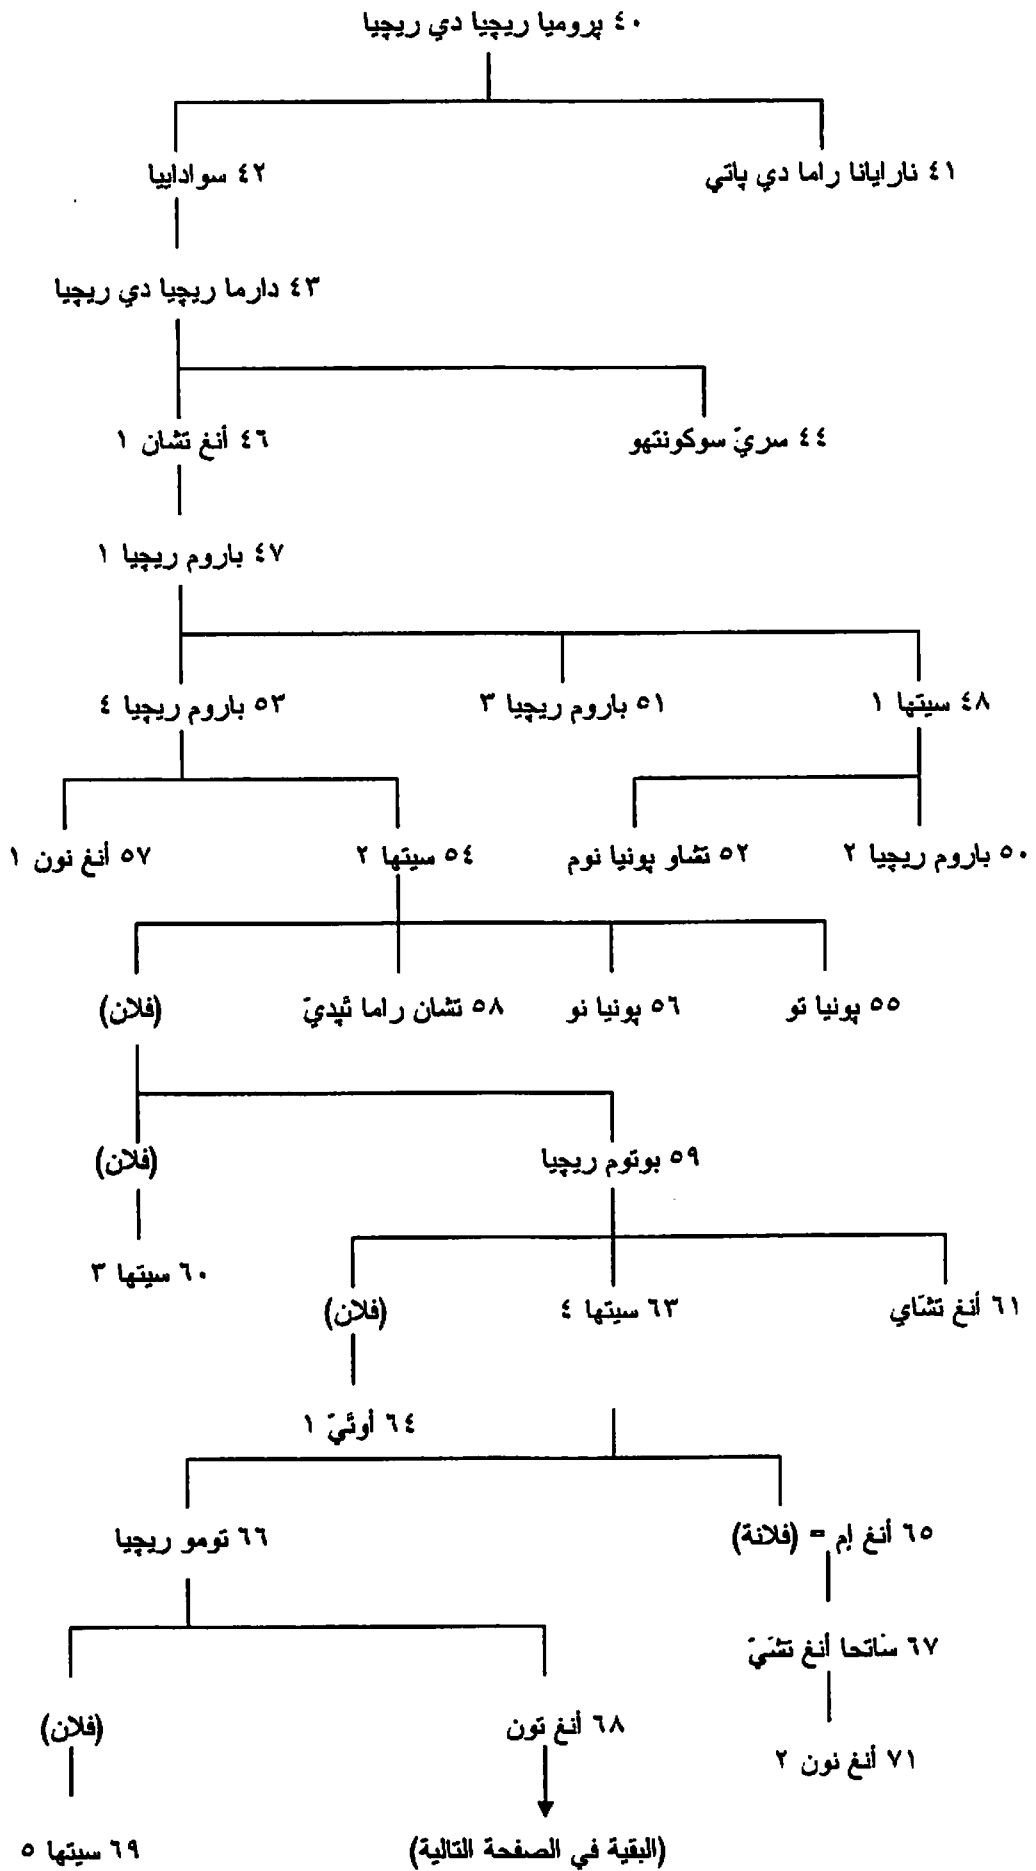 ٤٠ پروميا ريچيا دي ريچيا
٤١ نارايانا راما دي پاتي
٤٢ سوادابيا
٤٣ دارما ريچيا دي ريچيا
٤٤ سريّ سوكونتهو
٤٦ أنغ تشان ١
٤٧ باروم ريچيا ١
٤٨ سيتها ١
٥١ باروم ريچيا ٣
٥٣ باروم ريچيا ٤
٥٠ باروم ريچيا ٢
٥٢ تشاو پونيا نوم
٥٤ سيتها ٢
٥٧ أنغ نون ١
٥٥ پونيا تو
٥٦ پونيا نو
٥٨ تشان راما ثپديّ
(فلان)
٥٩ بوتوم ريچيا
(فلان)
٦٠ سيتها ٣
٦١ أنغ تشاي
٦٣ سيتها ٤
(فلان)
٦٤ أوثيّ ١
٦٥ أنغ إم = (فلانة)
٦٦ تومو ريچيا
٦٧ ساتحا أنغ تشيّ
٦٨ أنغ تون
(فلان)
٧١ أنغ نون ٢
٦٩ سيتها ٥
(البقية في الصفحة التالية)